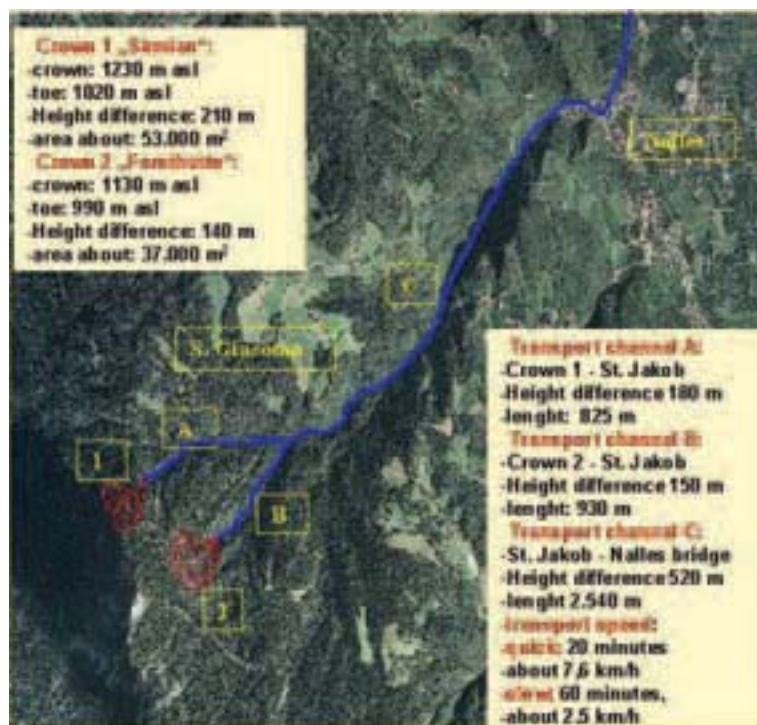 Crown 1 „Sirmian“:
-crown: 1230 m asl
-toe: 1020 m asl
-Height difference: 210 m
-area about: 53.000 m²
Crown 2
-crown: 1130 m asl
-toe: 990 m asl
-Height difference: 140 m
-area about: 37.000 m²
Nalles
C
S. Giacomo
A
1
B
2
Transport channel A:
-Crown 1 - St. Jakob
-Height difference 180 m
-lenght: 825 m
Transport channel B:
-Crown 2 - St. Jakob
-Height difference 150 m
-lenght: 930 m
Transport channel C:
-St. Jakob - Nalles bridge
-Height difference 520 m
-lenght 2.540 m
-transport speed:
-quick: 20 minutes
-about 7,6 km/h
-slow: 60 minutes,
-about 2.5 km/h